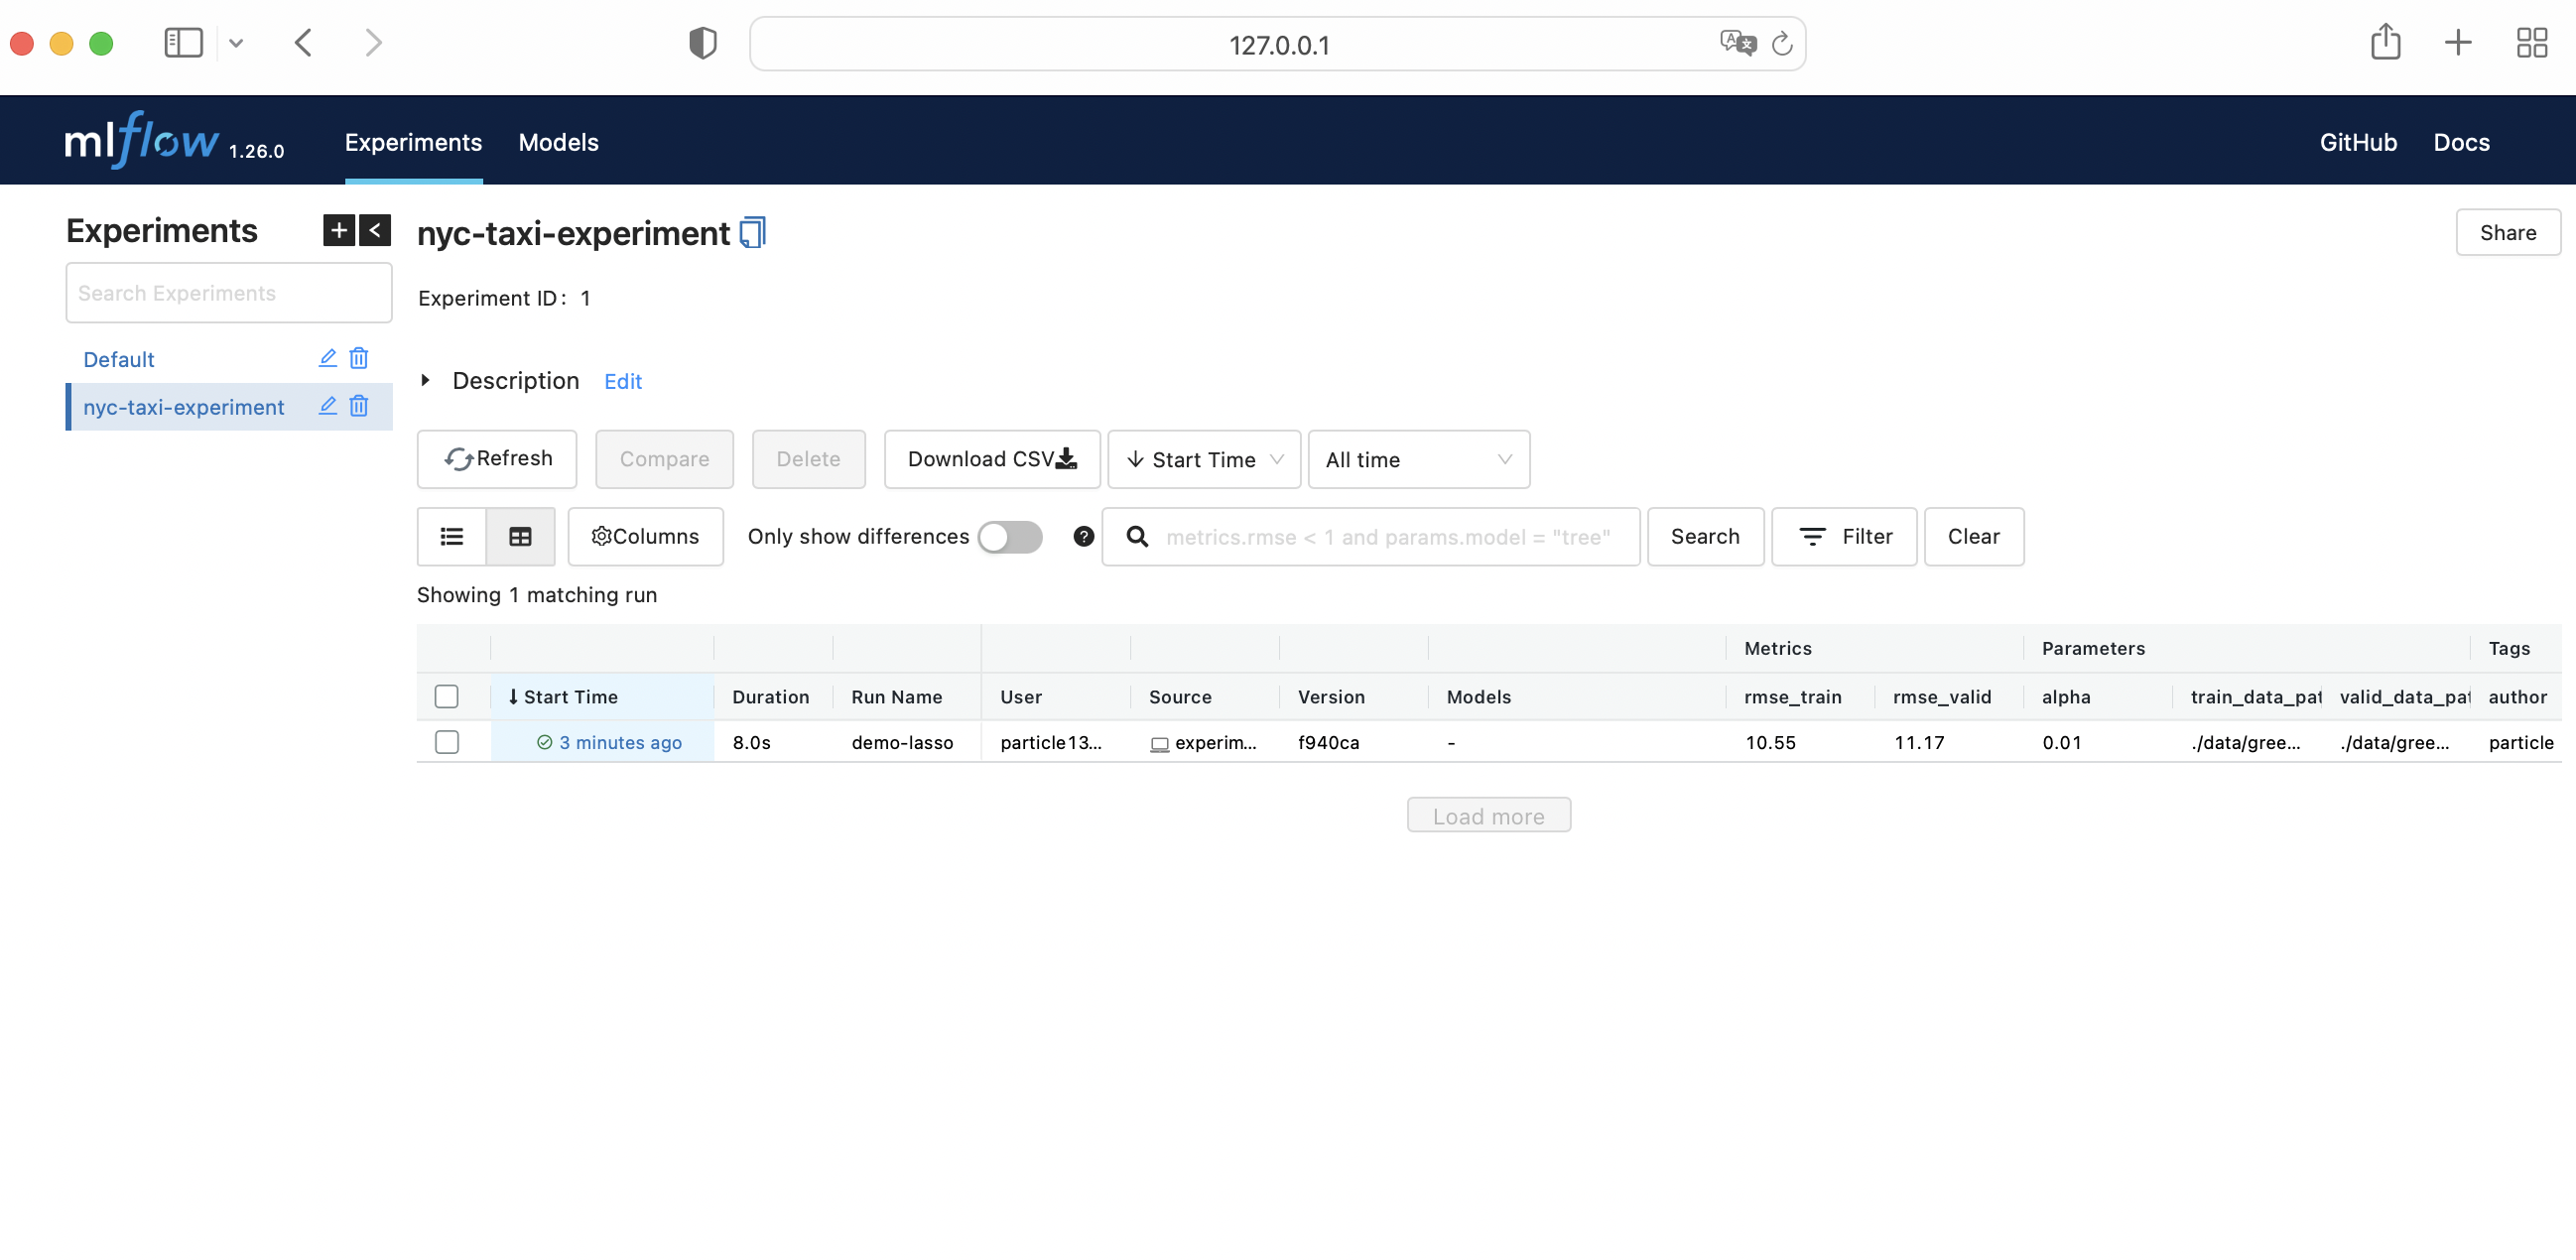 127.0.0.1
mlflow 1.26.0 Experiments Models GitHub Docs
Experiments
Search Experiments
Default
nyc-taxi-experiment
nyc-taxi-experiment Share
Experiment ID: 1
Description Edit
Refresh Compare Delete Download CSV Start Time All time
Columns Only show differences metrics.rmse < 1 and params.model = "tree" Search Filter Clear
Showing 1 matching run
Metrics Parameters Tags
Start Time Duration Run Name User Source Version Models rmse_train rmse_valid alpha train_data_pat valid_data_pat author
3 minutes ago 8.0s demo-lasso particle13... experim... f940ca - 10.55 11.17 0.01 ./data/gree... ./data/gree... particle
Load more